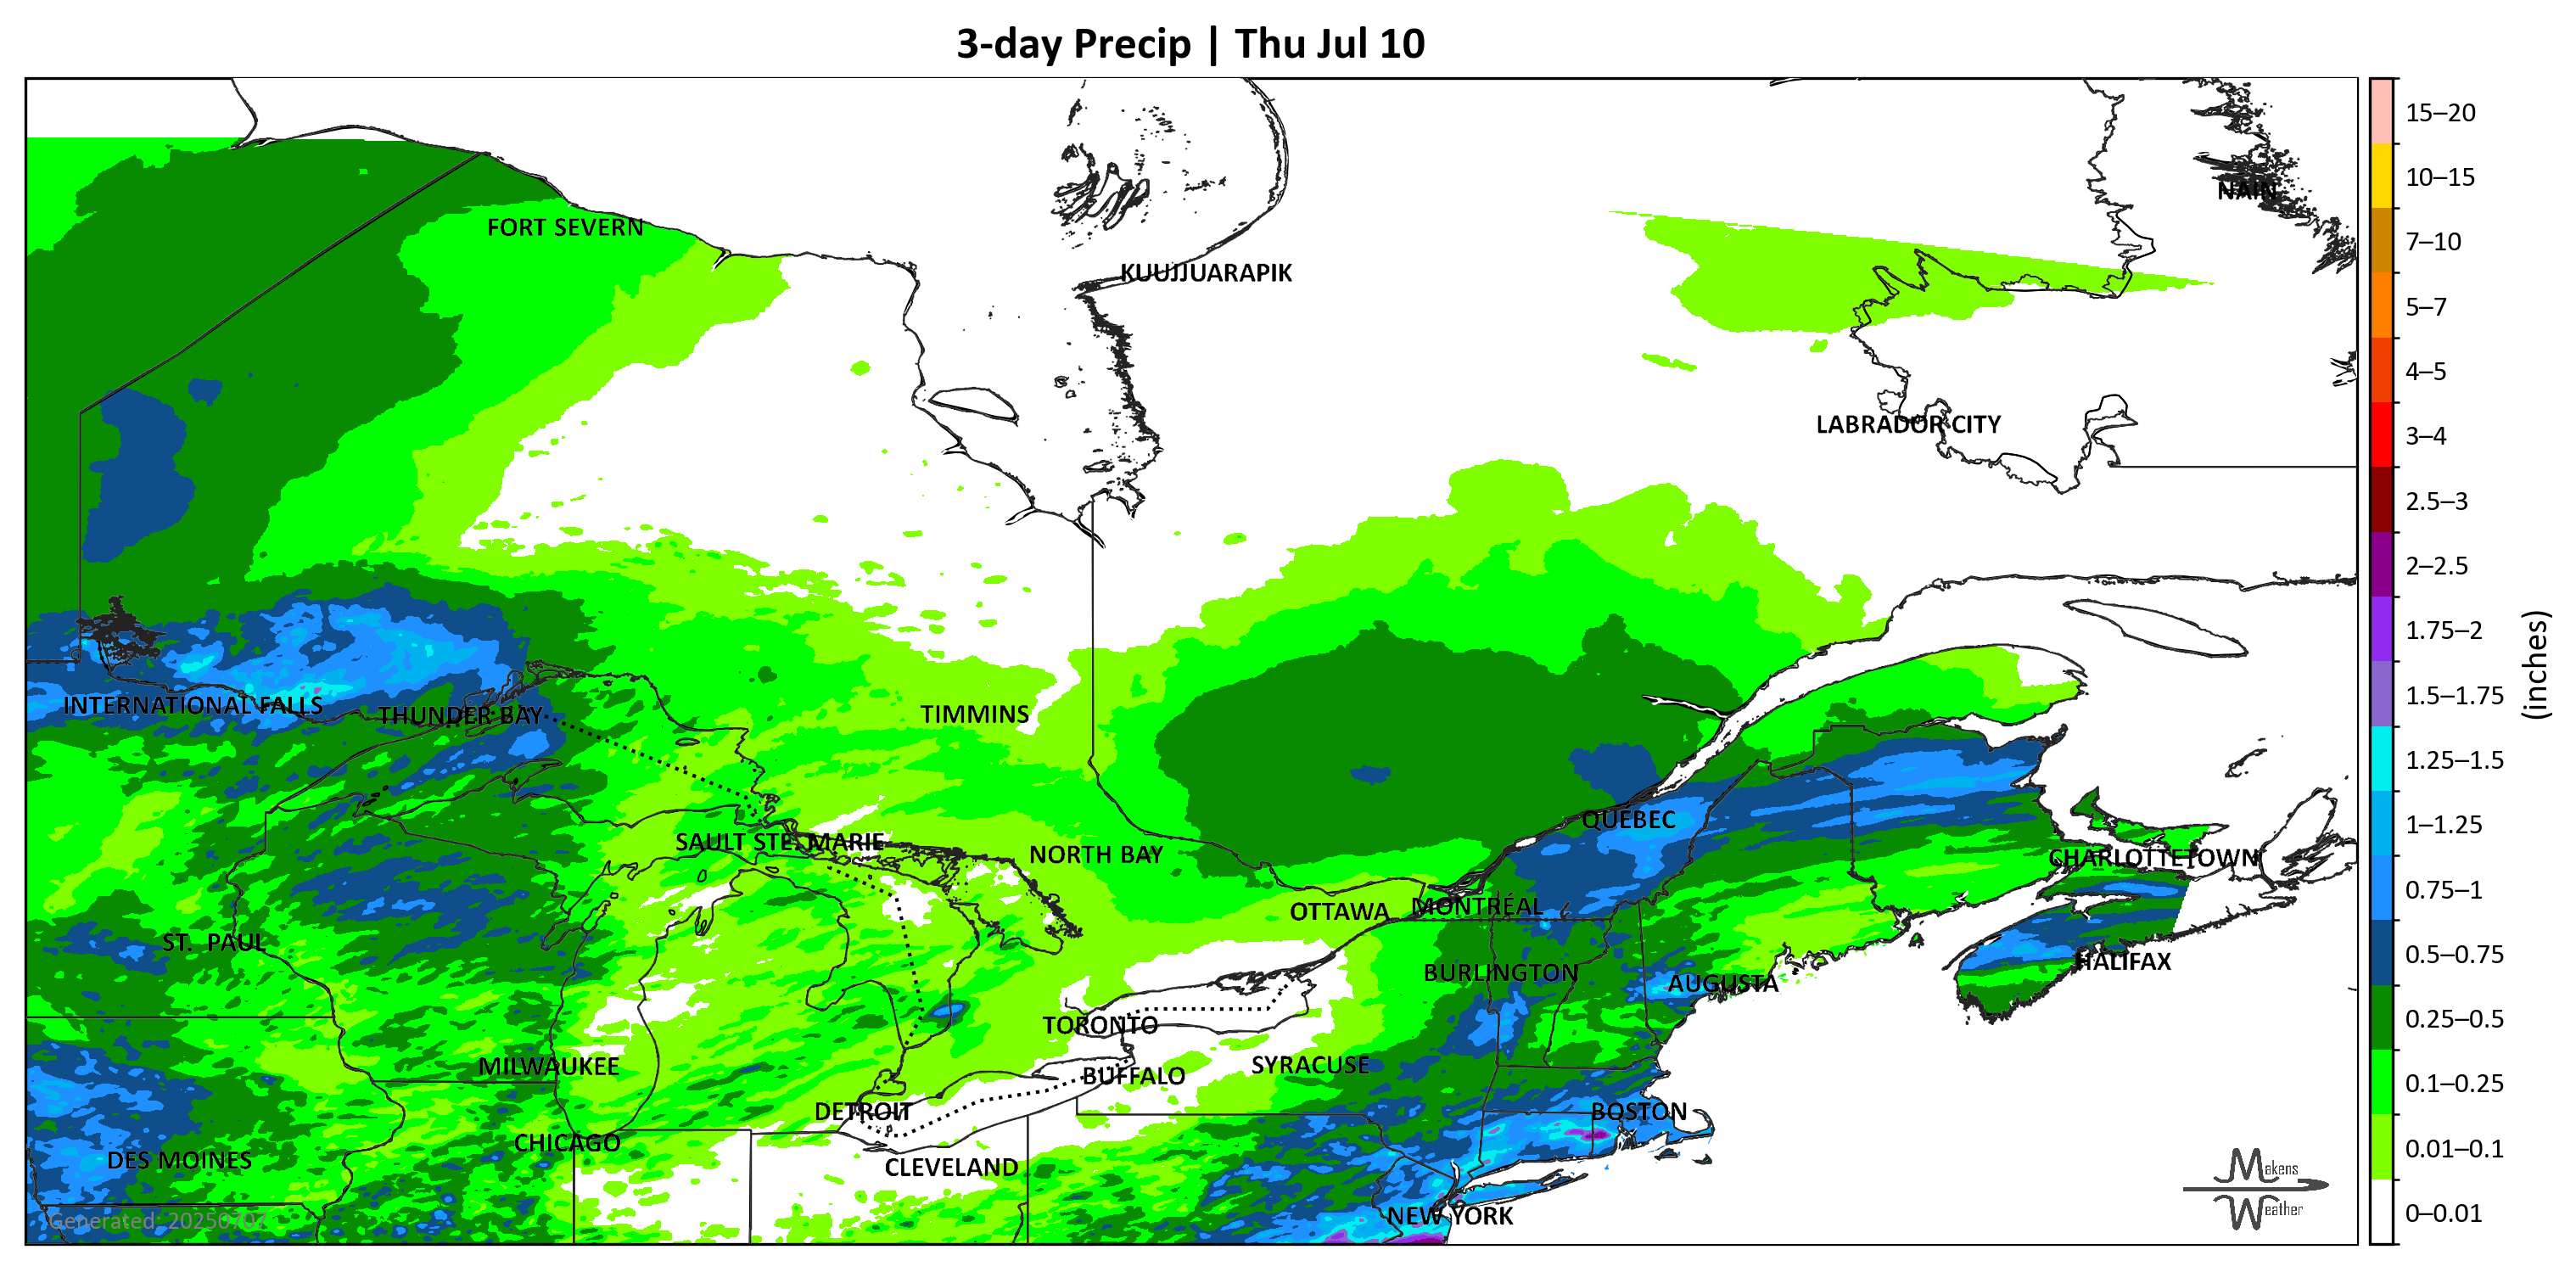 3-day Precip | Thu Jul 10
15–20
10–15
7–10
5–7
4–5
3–4
2.5–3
2–2.5
1.75–2
1.5–1.75
1.25–1.5
1–1.25
0.75–1
0.5–0.75
0.25–0.5
0.1–0.25
0.01–0.1
0–0.01
(inches)
NAIN
FORT SEVERN
KUUJJUARAPIK
LABRADOR CITY
INTERNATIONAL FALLS
THUNDER BAY
TIMMINS
QUEBEC
SAULT STE. MARIE
NORTH BAY
CHARLOTTETOWN
OTTAWA
MONTRÉAL
ST. PAUL
HALIFAX
BURLINGTON
AUGUSTA
TORONTO
MILWAUKEE
SYRACUSE
BUFFALO
DETROIT
BOSTON
CHICAGO
DES MOINES
CLEVELAND
NEW YORK
Generated: 20250707
Makens
Weather